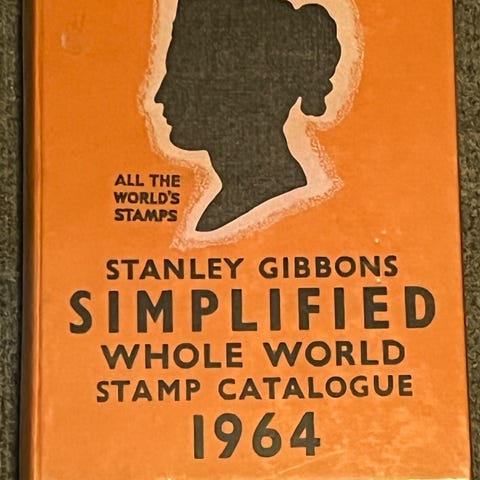 ALL THE
WORLD'S
STAMPS
STANLEY GIBBONS
SIMPLIFIED
WHOLE WORLD
STAMP CATALOGUE
1964